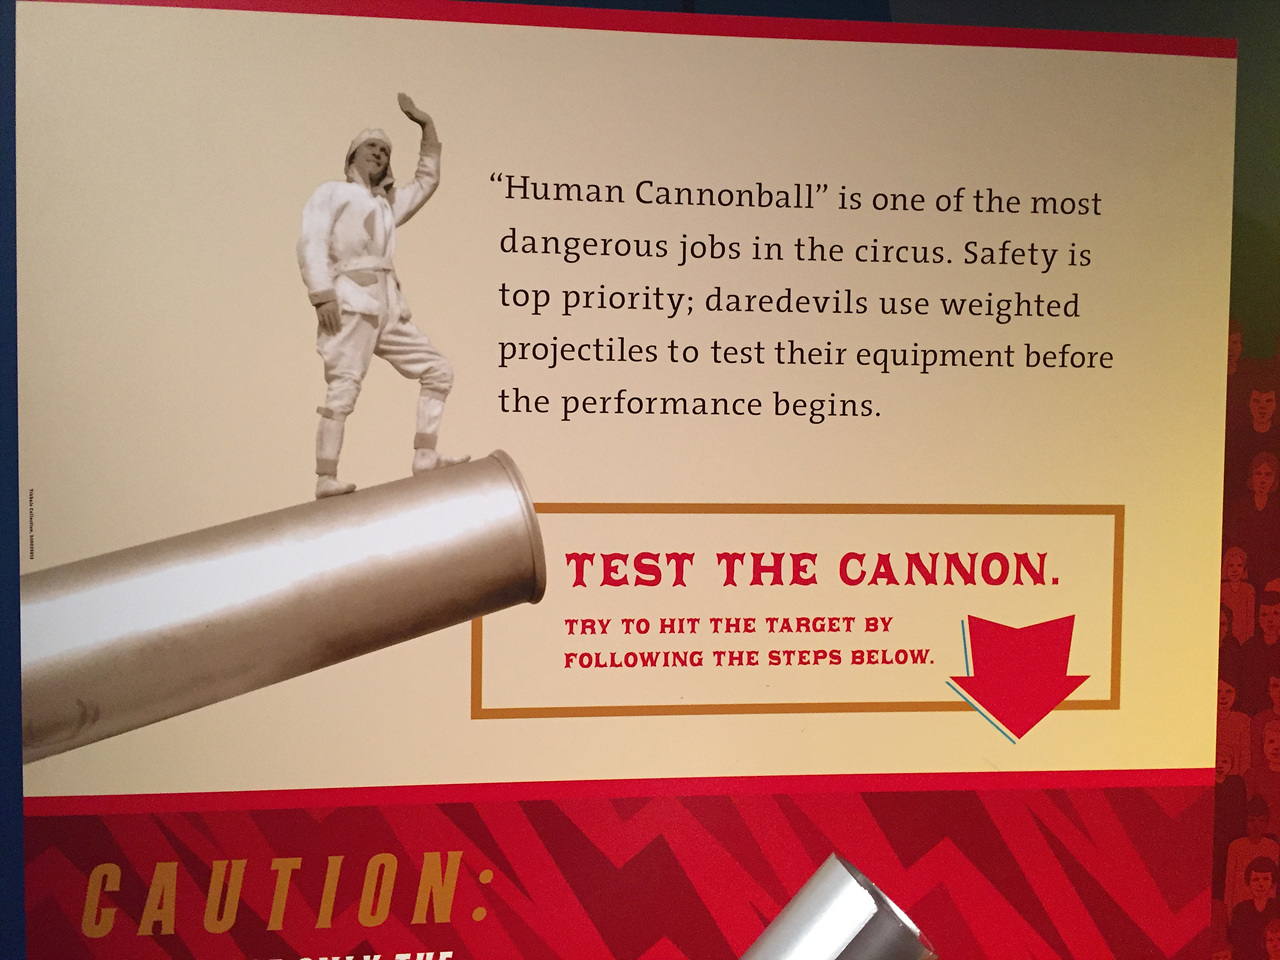 “Human Cannonball” is one of the most
dangerous jobs in the circus. Safety is
top priority; daredevils use weighted
projectiles to test their equipment before
the performance begins.
TEST THE CANNON.
TRY TO HIT THE TARGET BY
FOLLOWING THE STEPS BELOW.
CAUTION:
ONLY THE